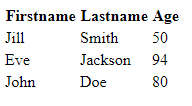 Firstname Lastname Age
Jill Smith 50
Eve Jackson 94
John Doe 80